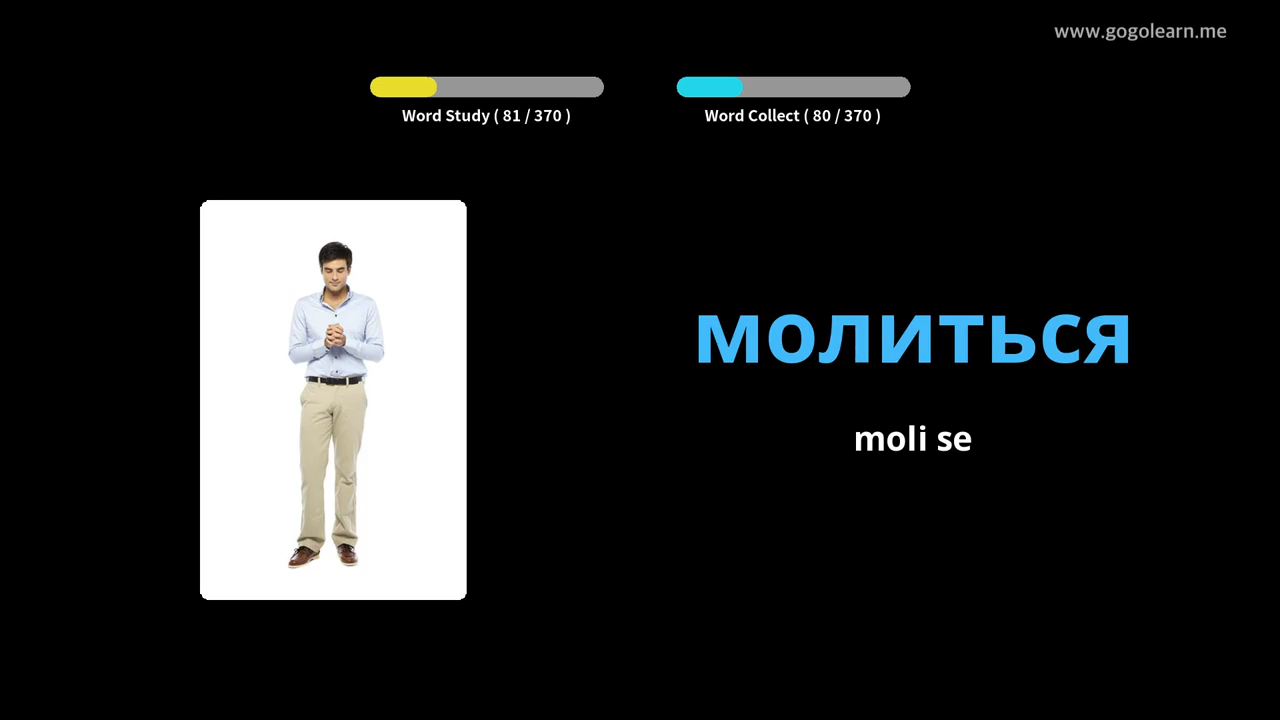 www.gogolearn.me
Word Study ( 81 / 370 )
Word Collect ( 80 / 370 )
молиться
moli se